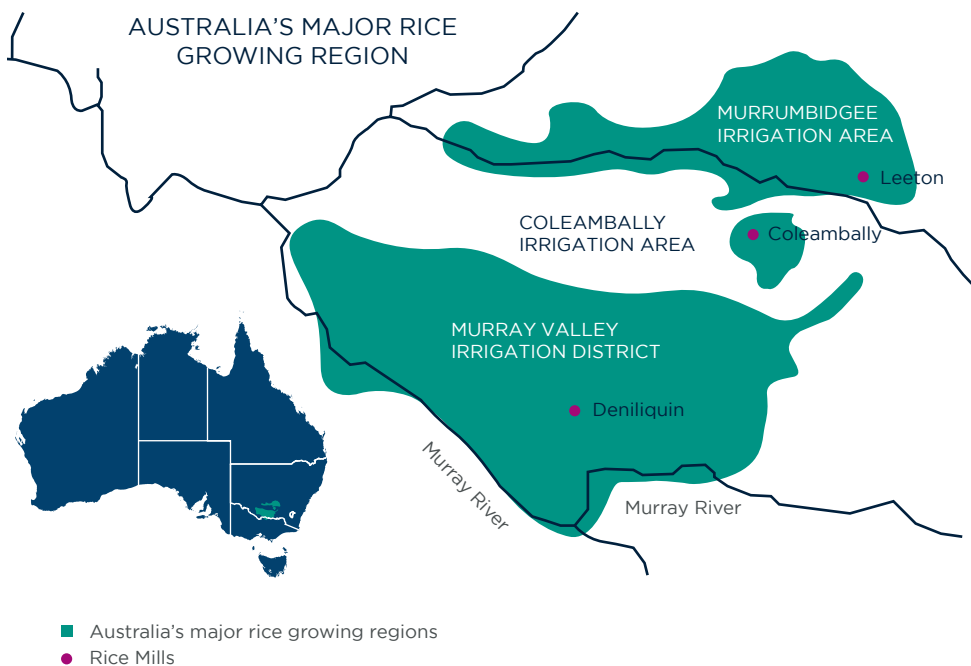 AUSTRALIA'S MAJOR RICE
GROWING REGION
MURRUMBIDGEE
IRRIGATION AREA
Leeton
COLEAMBALLY
IRRIGATION AREA
Coleambally
MURRAY VALLEY
IRRIGATION DISTRICT
Deniliquin
Murray River
Murray River
Australia's major rice growing regions
Rice Mills